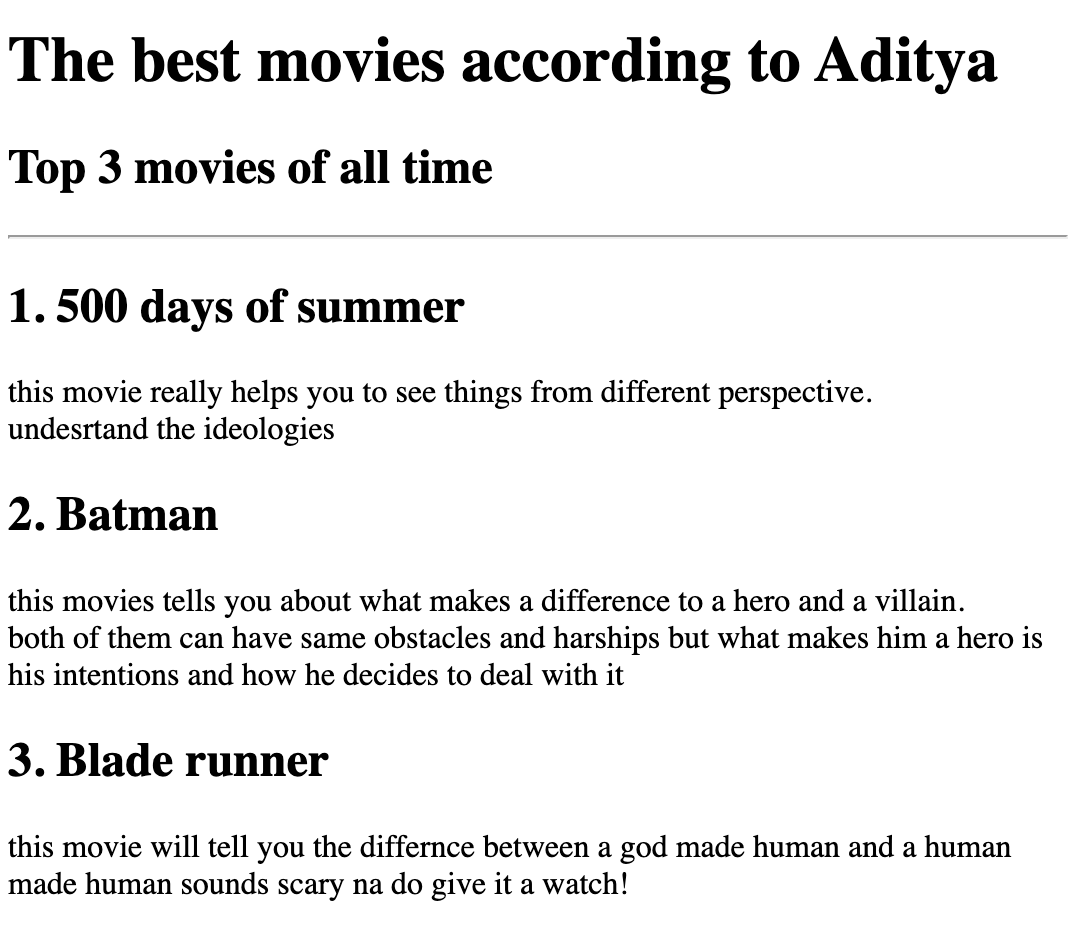 The best movies according to Aditya
Top 3 movies of all time
1. 500 days of summer
this movie really helps you to see things from different perspective.
undesrtand the ideologies
2. Batman
this movies tells you about what makes a difference to a hero and a villain.
both of them can have same obstacles and harships but what makes him a hero is
his intentions and how he decides to deal with it
3. Blade runner
this movie will tell you the differnce between a god made human and a human
made human sounds scary na do give it a watch!